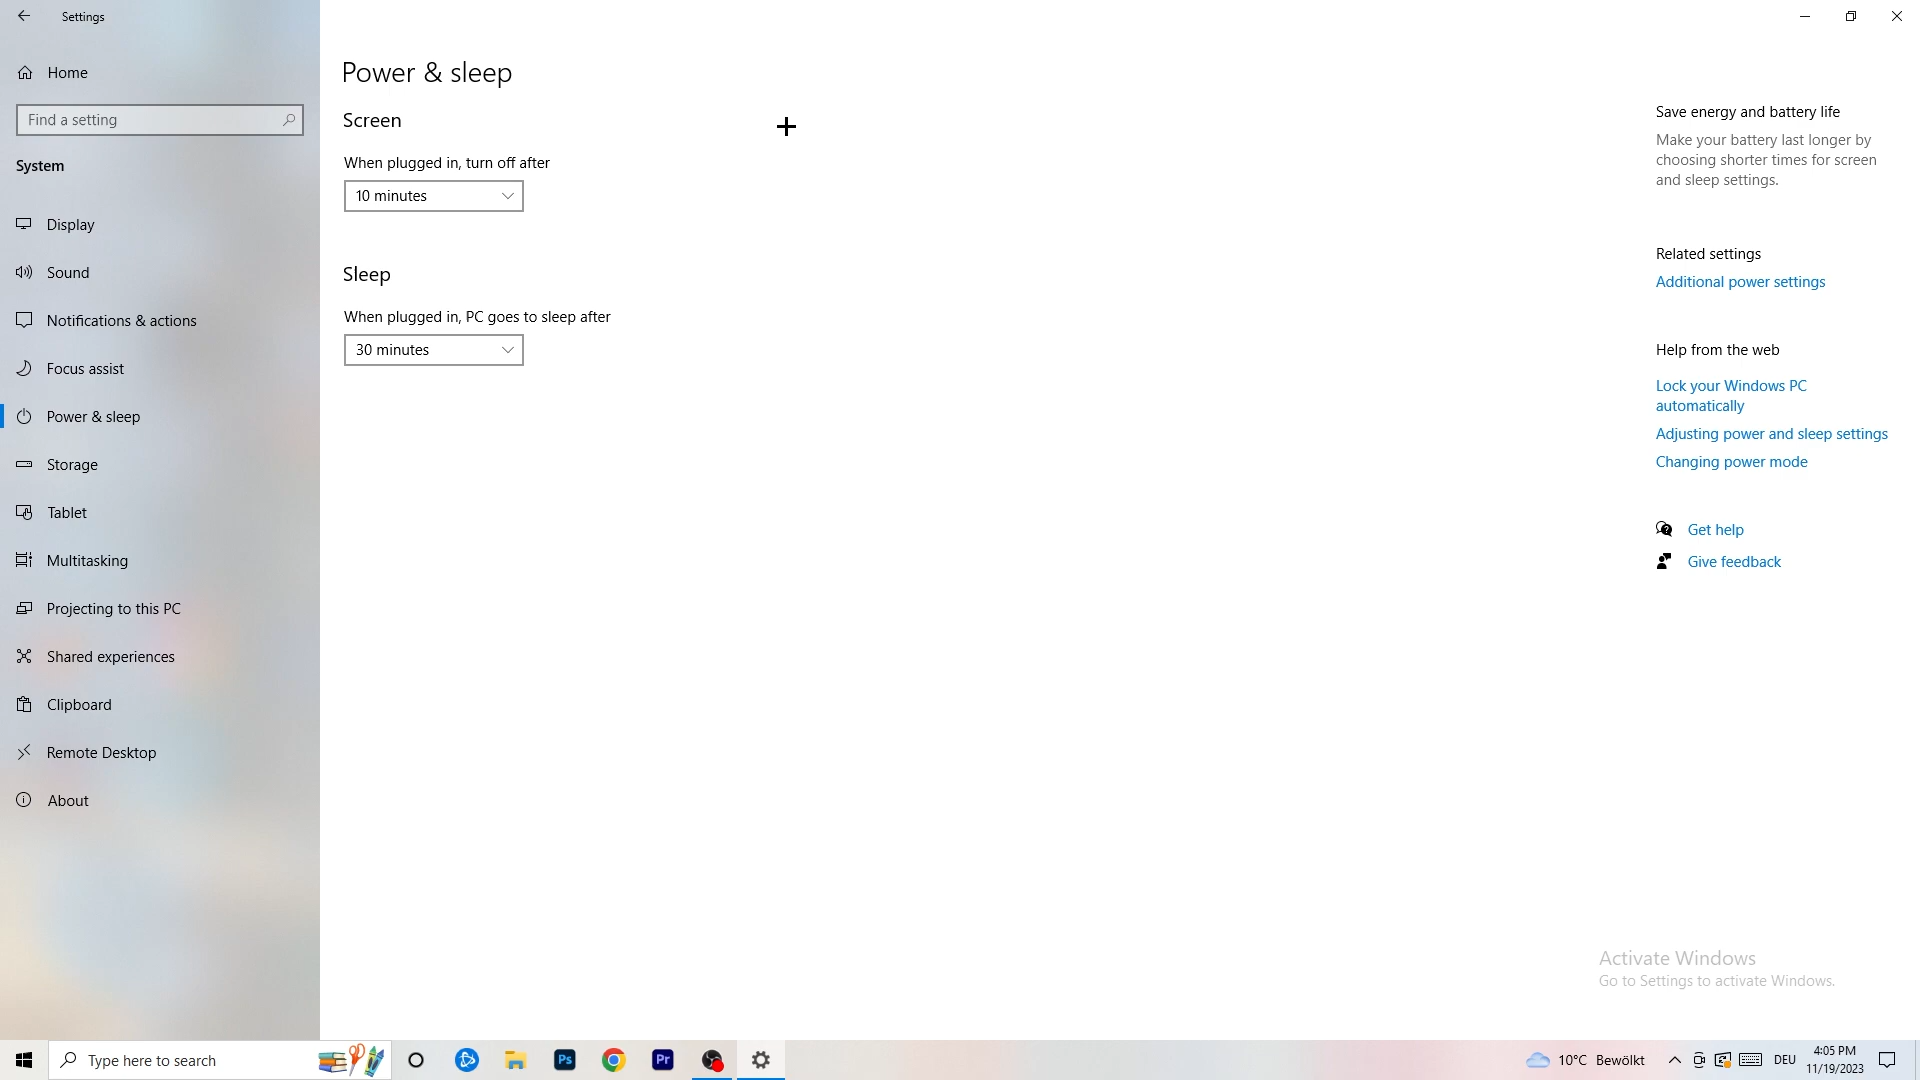 Settings
Home
Find a setting
System
Display
Sound
Notifications & actions
Focus assist
Power & sleep
Storage
Tablet
Multitasking
Projecting to this PC
Shared experiences
Clipboard
Remote Desktop
About
Power & sleep
Screen
When plugged in, turn off after
10 minutes
Sleep
When plugged in, PC goes to sleep after
30 minutes
Save energy and battery life
Make your battery last longer by
choosing shorter times for screen
and sleep settings.
Related settings
Additional power settings
Help from the web
Lock your Windows PC
automatically
Adjusting power and sleep settings
Changing power mode
Get help
Give feedback
Activate Windows
Go to Settings to activate Windows.
Type here to search
Ps
Pr
10°C Bewölkt
DEU
4:05 PM
11/19/2023